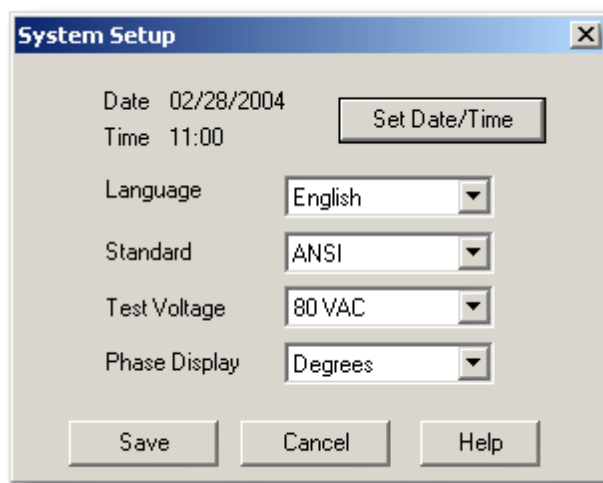 System Setup
Date 02/28/2004
Time 11:00
Set Date/Time
Language English
Standard ANSI
Test Voltage 80 VAC
Phase Display Degrees
Save Cancel Help